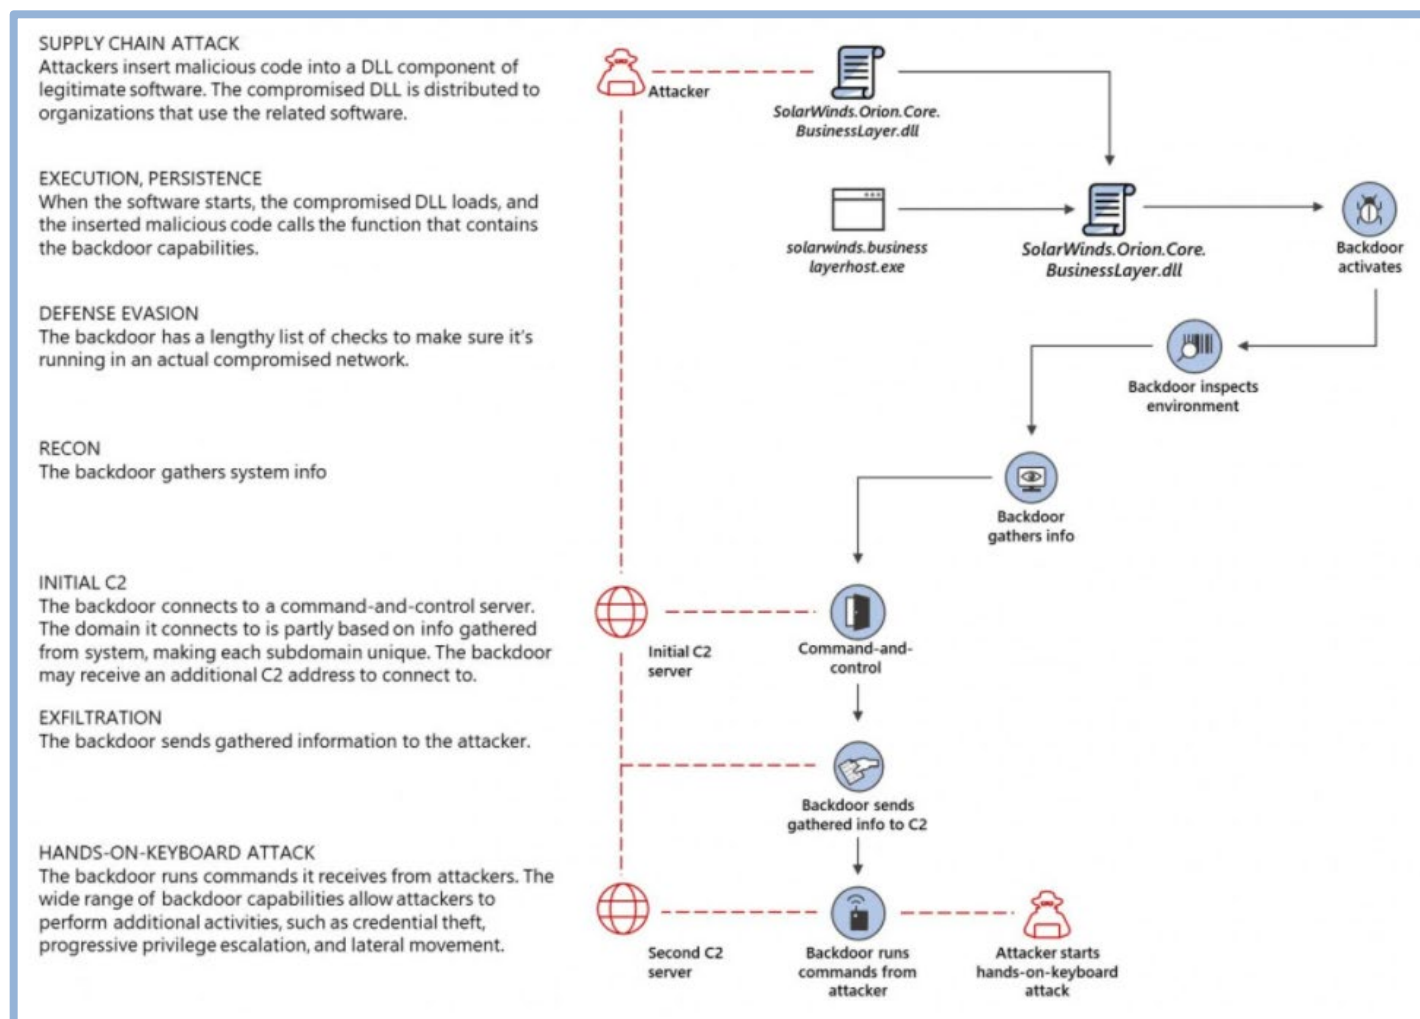 SUPPLY CHAIN ATTACK
Attackers insert malicious code into a DLL component of
legitimate software. The compromised DLL is distributed to
organizations that use the related software.
Attacker
SolarWinds.Orion.Core.
BusinessLayer.dll
EXECUTION, PERSISTENCE
When the software starts, the compromised DLL loads, and
the inserted malicious code calls the function that contains
the backdoor capabilities.
solarwinds.business
layerhost.exe
SolarWinds.Orion.Core.
BusinessLayer.dll
Backdoor
activates
DEFENSE EVASION
The backdoor has a lengthy list of checks to make sure it's
running in an actual compromised network.
Backdoor inspects
environment
RECON
The backdoor gathers system info
Backdoor
gathers info
INITIAL C2
The backdoor connects to a command-and-control server.
The domain it connects to is partly based on info gathered
from system, making each subdomain unique. The backdoor
may receive an additional C2 address to connect to.
Initial C2
server
Command-and-
control
EXFILTRATION
The backdoor sends gathered information to the attacker.
Backdoor sends
gathered info to C2
HANDS-ON-KEYBOARD ATTACK
The backdoor runs commands it receives from attackers. The
wide range of backdoor capabilities allow attackers to
perform additional activities, such as credential theft,
progressive privilege escalation, and lateral movement.
Second C2
server
Backdoor runs
commands from
attacker
Attacker starts
hands-on-keyboard
attack